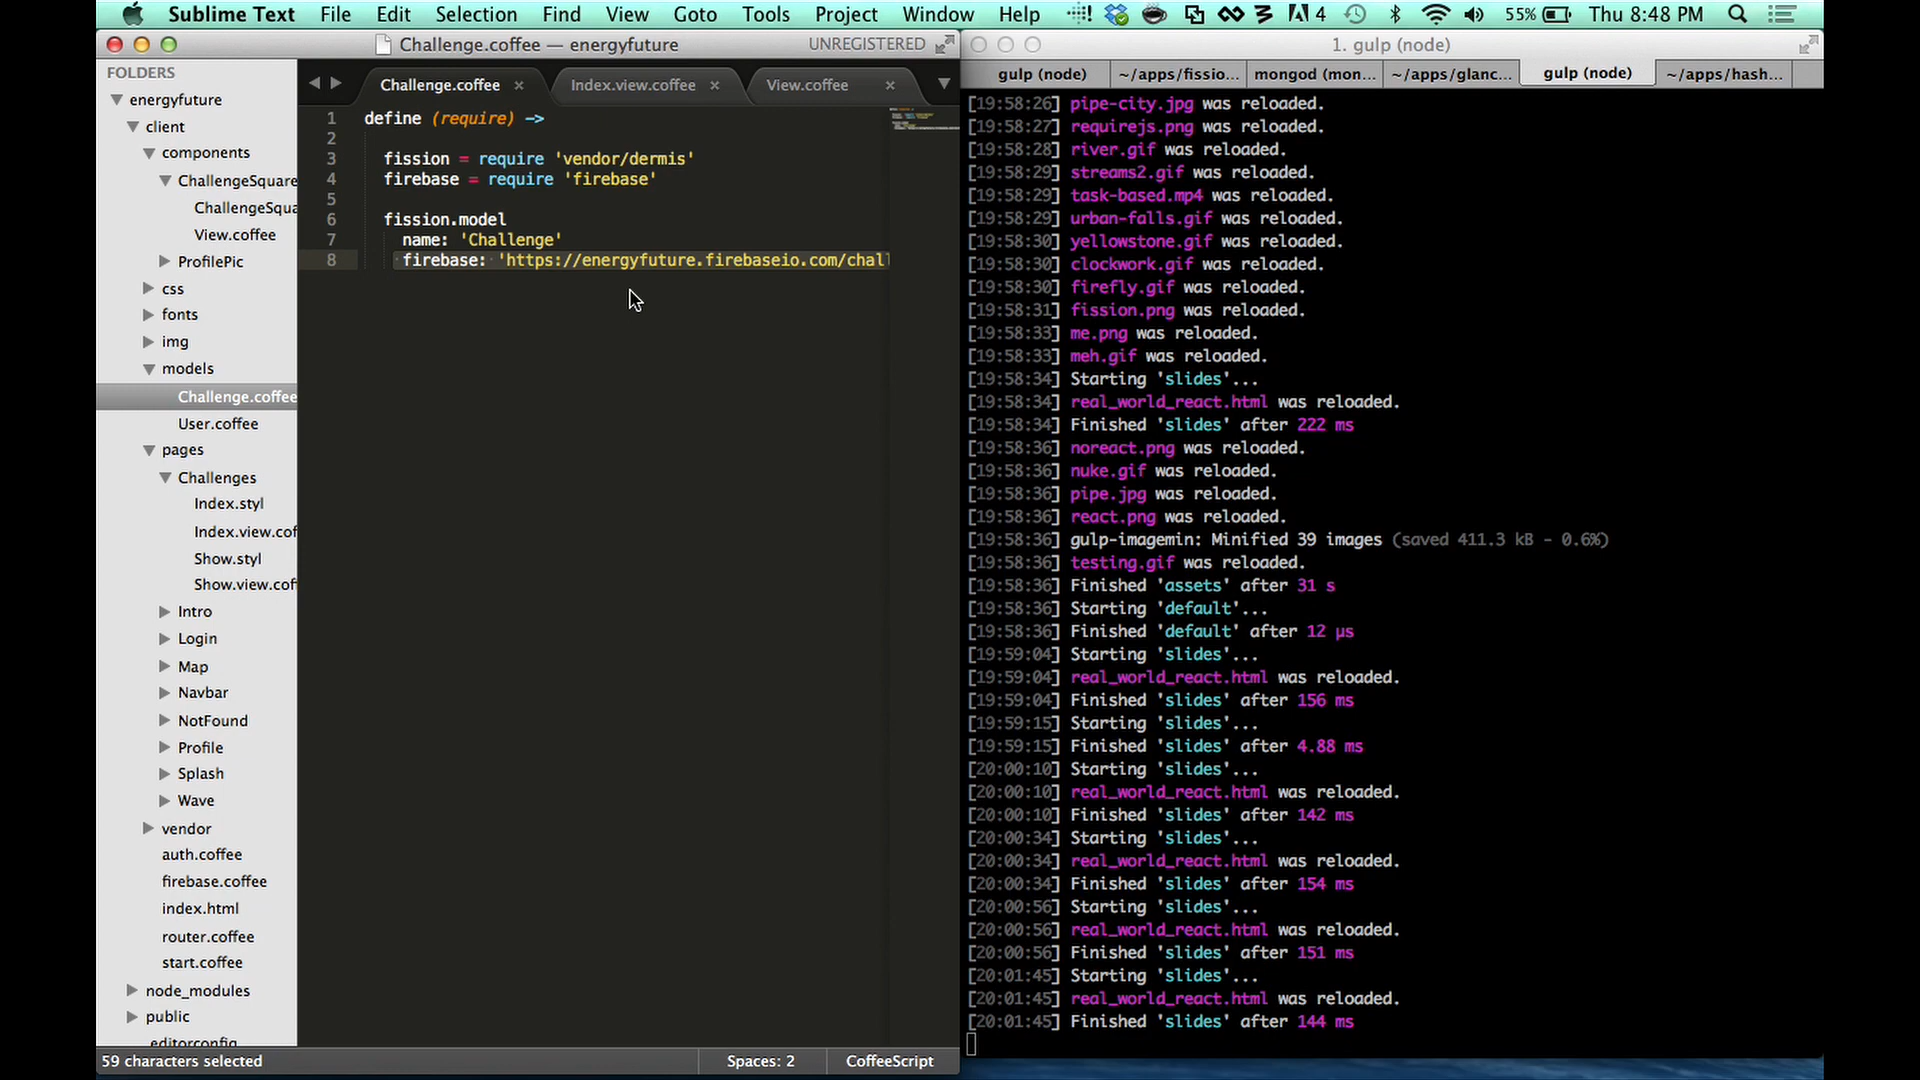 Sublime Text File Edit Selection Find View Goto Tools Project Window Help 4 55% Thu 8:48 PM
Challenge.coffee — energyfuture UNREGISTERED
FOLDERS
energyfuture
client
components
ChallengeSquare
ChallengeSqua
View.coffee
ProfilePic
css
fonts
img
models
Challenge.coffee
User.coffee
pages
Challenges
Index.styl
Index.view.cof
Show.styl
Show.view.cof
Intro
Login
Map
Navbar
NotFound
Profile
Splash
Wave
vendor
auth.coffee
firebase.coffee
index.html
router.coffee
start.coffee
node_modules
public
.editorconfig
Challenge.coffee × Index.view.coffee × View.coffee ×
1 define (require) ->
2
3 fission = require 'vendor/dermis'
4 firebase = require 'firebase'
5
6 fission.model
7 name: 'Challenge'
8 firebase: 'https://energyfuture.firebaseio.com/chall
59 characters selected Spaces: 2 CoffeeScript
1. gulp (node)
gulp (node) ~/apps/fissio... mongod (mon... ~/apps/glanc... gulp (node) ~/apps/hash...
[19:58:26] pipe-city.jpg was reloaded.
[19:58:27] requirejs.png was reloaded.
[19:58:28] river.gif was reloaded.
[19:58:29] streams2.gif was reloaded.
[19:58:29] task-based.mp4 was reloaded.
[19:58:29] urban-falls.gif was reloaded.
[19:58:30] yellowstone.gif was reloaded.
[19:58:30] clockwork.gif was reloaded.
[19:58:30] firefly.gif was reloaded.
[19:58:31] fission.png was reloaded.
[19:58:33] me.png was reloaded.
[19:58:33] meh.gif was reloaded.
[19:58:34] Starting 'slides'...
[19:58:34] real_world_react.html was reloaded.
[19:58:34] Finished 'slides' after 222 ms
[19:58:36] noreact.png was reloaded.
[19:58:36] nuke.gif was reloaded.
[19:58:36] pipe.jpg was reloaded.
[19:58:36] react.png was reloaded.
[19:58:36] gulp-imagemin: Minified 39 images (saved 411.3 kB - 0.6%)
[19:58:36] testing.gif was reloaded.
[19:58:36] Finished 'assets' after 31 s
[19:58:36] Starting 'default'...
[19:58:36] Finished 'default' after 12 μs
[19:59:04] Starting 'slides'...
[19:59:04] real_world_react.html was reloaded.
[19:59:04] Finished 'slides' after 156 ms
[19:59:15] Starting 'slides'...
[19:59:15] Finished 'slides' after 4.88 ms
[20:00:10] Starting 'slides'...
[20:00:10] real_world_react.html was reloaded.
[20:00:10] Finished 'slides' after 142 ms
[20:00:34] Starting 'slides'...
[20:00:34] real_world_react.html was reloaded.
[20:00:34] Finished 'slides' after 154 ms
[20:00:56] Starting 'slides'...
[20:00:56] real_world_react.html was reloaded.
[20:00:56] Finished 'slides' after 151 ms
[20:01:45] Starting 'slides'...
[20:01:45] real_world_react.html was reloaded.
[20:01:45] Finished 'slides' after 144 ms